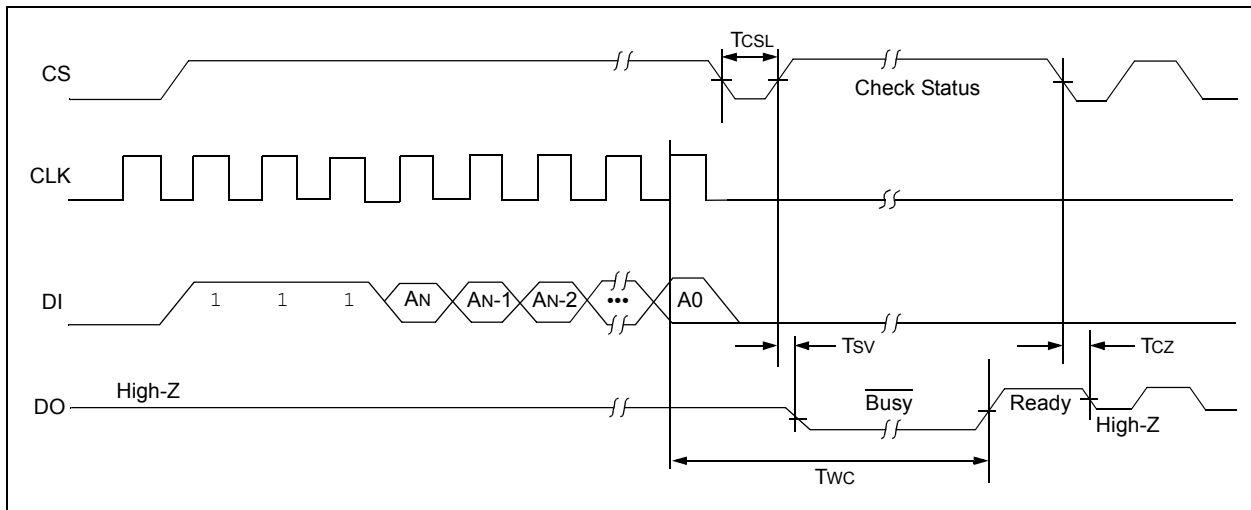 TCSL
CS
Check Status
CLK
DI 1 1 1 AN AN-1 AN-2 ••• A0
TSV TCZ
High-Z
DO Busy Ready
High-Z
TWC